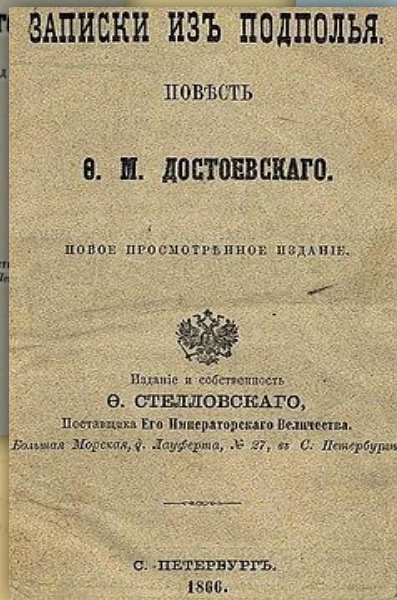 ЗАПИСКИ ИЗЪ ПОДПОЛЬЯ.
ПОВѢСТЬ
Ѳ. М. ДОСТОЕВСКАГО.
НОВОЕ ПРОСМОТРѢННОЕ ИЗДАНІЕ.
Изданіе и собственность
Ѳ. СТЕЛЛОВСКАГО,
Поставщика Его Императорскаго Величества.
Большая Морская, д. Лауферта, № 27, въ С. Петербург
С. ПЕТЕРБУРГЪ.
1866.